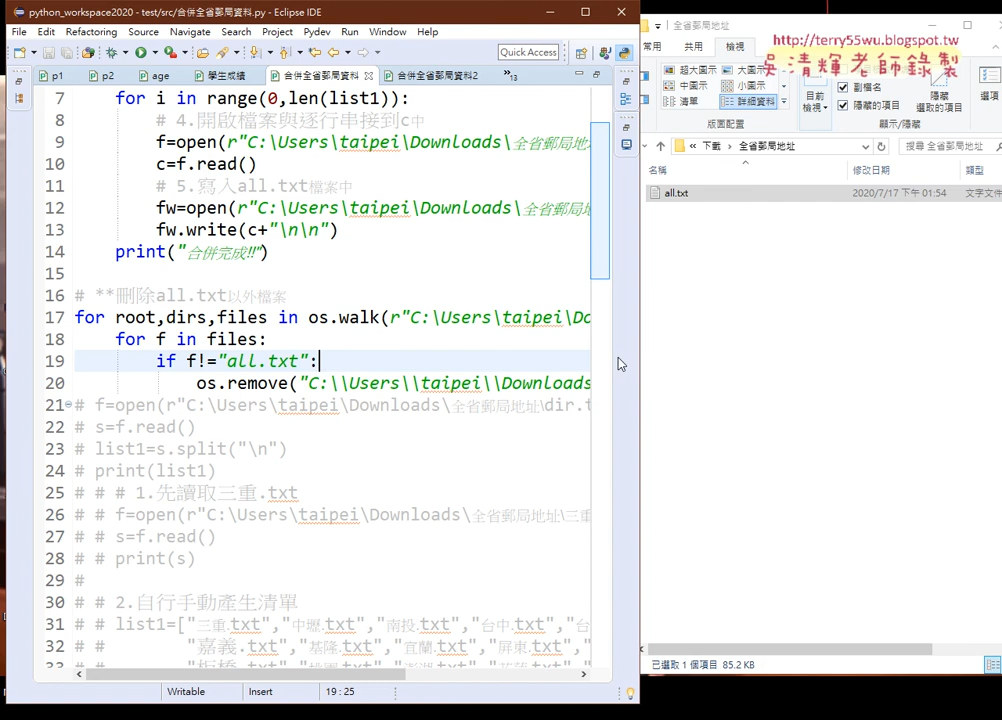 python_workspace2020 - test/合併全省郵局資料.py - Eclipse IDE
File Edit Refactoring Source Navigate Search Project Pydev Run Window Help
Quick Access
p1 p2 age 學生成績 合併全省郵局資料 合併全省郵局資料2 »13
7 for i in range(0,len(list1)):
8 # 4.開啟檔案與逐行串接到c中
9 f=open(r"C:\Users\taipei\Downloads\全省郵局地
10 c=f.read()
11 # 5.寫入all.txt檔案中
12 fw=open(r"C:\Users\taipei\Downloads\全省郵局
13 fw.write(c+"\n\n")
14 print("合併完成!!")
15
16 # **刪除all.txt以外檔案
17 for root,dirs,files in os.walk(r"C:\Users\taipei\Do
18 for f in files:
19 if f!="all.txt":
20 os.remove("C:\\Users\\taipei\\Downloads
21 # f=open(r"C:\Users\taipei\Downloads\全省郵局地址\dir.t
22 # s=f.read()
23 # list1=s.split("\n")
24 # print(list1)
25 # # # 1.先讀取三重.txt
26 # # f=open(r"C:\Users\taipei\Downloads\全省郵局地址\三重
27 # # s=f.read()
28 # # print(s)
29 #
30 # # 2.自行手動產生清單
31 # # list1=["三重.txt","中壢.txt","南投.txt","台中.txt","台
32 # # "嘉義.txt","基隆.txt","宜蘭.txt","屏東.txt",
Writable Insert 19 : 25
全省郵局地址
http://terry55wu.blogspot.tw
吳清輝老師錄製
常用 共用 檢視
超大圖示 大圖示
中圖示 小圖示
清單 詳細資料
目前檢視
副檔名
隱藏的項目
隱藏選取的項目
選項
版面配置 顯示/隱藏
« 下載 › 全省郵局地址
搜尋 全省郵局地址
名稱 修改日期 類型
all.txt 2020/7/17 下午 01:54 文字文件
已選取 1 個項目 85.2 KB